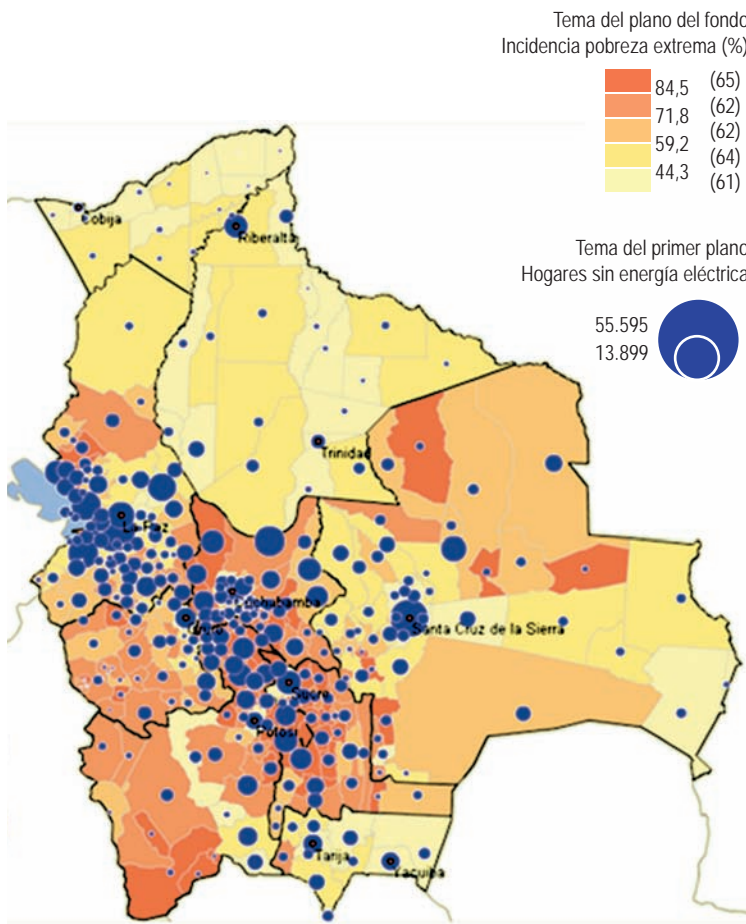 Tema del plano del fondo
Incidencia pobreza extrema (%)
84,5 (65)
71,8 (62)
59,2 (62)
44,3 (64)
(61)
Tema del primer plano
Hogares sin energía eléctrica
55.595
13.899
Cobija
Riberalta
Trinidad
La Paz
Cochabamba
Oruro
Santa Cruz de la Sierra
Sucre
Potosí
Tarija
Yacuiba